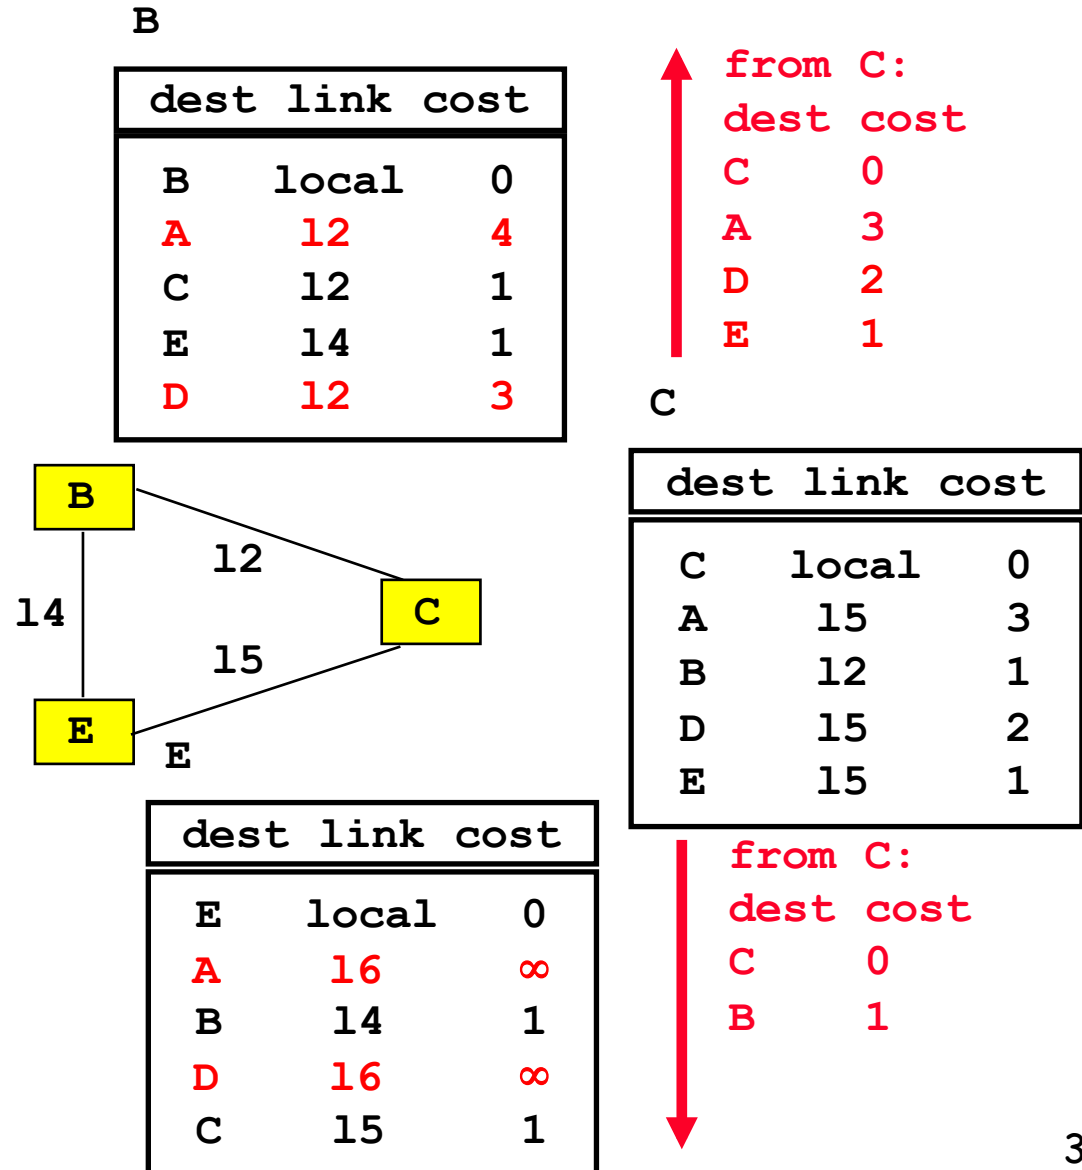 B
dest link cost
B local 0
A l2 4
C l2 1
E l4 1
D l2 3
from C:
dest cost
C 0
A 3
D 2
E 1
B
l2
l4
C
l5
E
C
dest link cost
C local 0
A l5 3
B l2 1
D l5 2
E l5 1
E
dest link cost
E local 0
A l6 ∞
B l4 1
D l6 ∞
C l5 1
from C:
dest cost
C 0
B 1
3